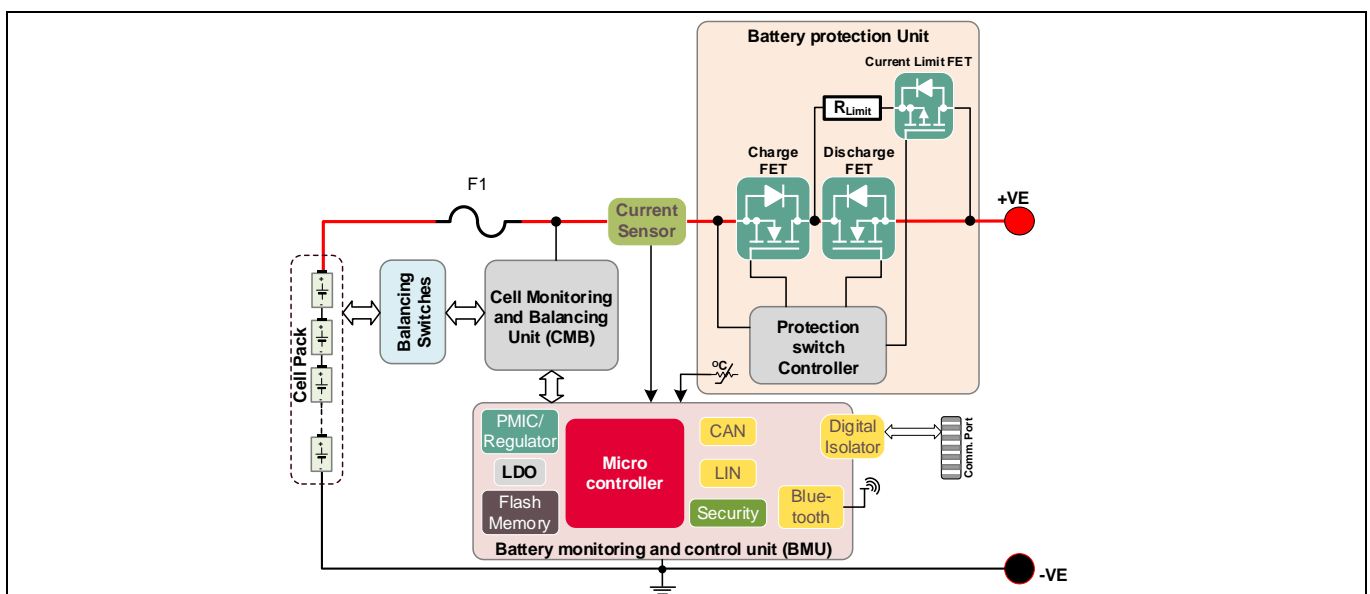 Battery protection Unit
Current Limit FET
RLimit
Charge
FET
Discharge
FET
+VE
F1
Current
Sensor
Cell Pack
Balancing
Switches
Cell Monitoring
and Balancing
Unit (CMB)
Protection
switch
Controller
ºC
PMIC/
Regulator
LDO
Flash
Memory
Micro
controller
CAN
LIN
Security
Digital
Isolator
Blue-
tooth
Comm. Port
Battery monitoring and control unit (BMU)
-VE